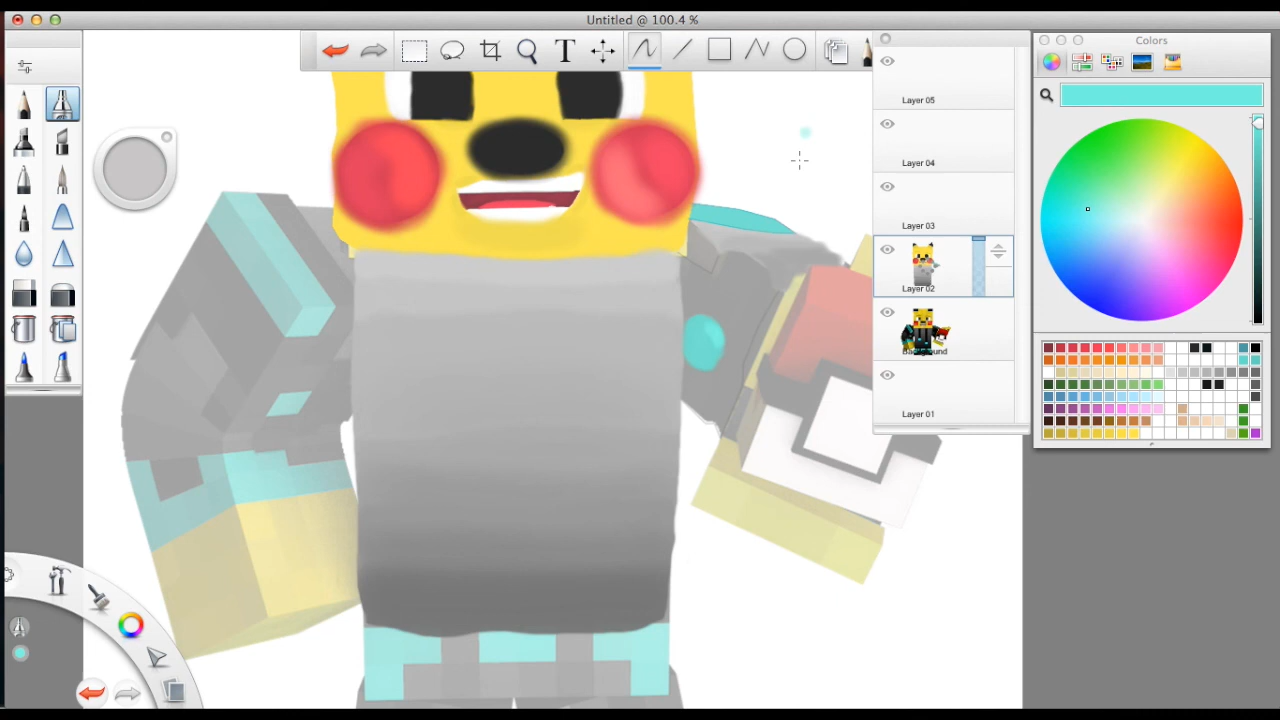 Untitled @ 100.4 %
Colors
T
Layer 05
Layer 04
Layer 03
Layer 02
Background
Layer 01